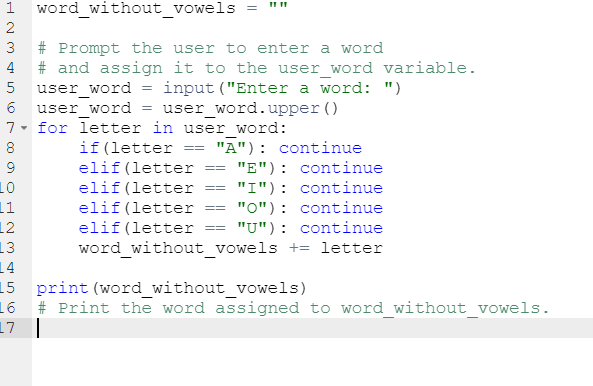 1 word_without_vowels = ""
2
3 # Prompt the user to enter a word
4 # and assign it to the user_word variable.
5 user_word = input("Enter a word: ")
6 user_word = user_word.upper()
7 for letter in user_word:
8     if(letter == "A"): continue
9     elif(letter == "E"): continue
10     elif(letter == "I"): continue
11     elif(letter == "O"): continue
12     elif(letter == "U"): continue
13     word_without_vowels += letter
14
15 print(word_without_vowels)
16 # Print the word assigned to word_without_vowels.
17